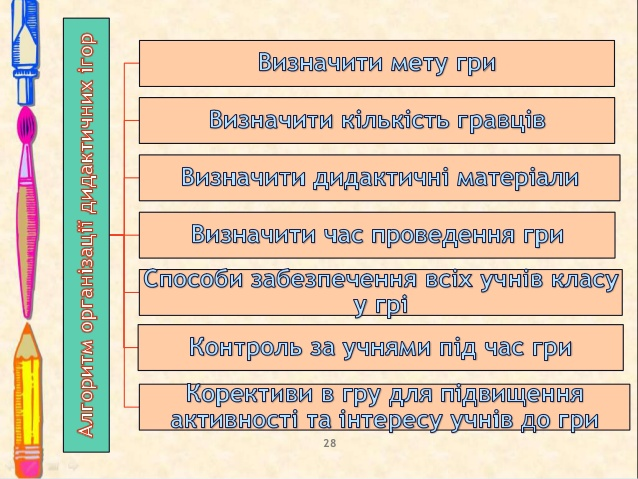 Алгоритм організації дидактичних ігор
Визначити мету гри
Визначити кількість гравців
Визначити дидактичні матеріали
Визначити час проведення гри
Способи забезпечення всіх учнів класу
у грі
Контроль за учнями під час гри
Корективи в гру для підвищення
активності та інтересу учнів до гри
28